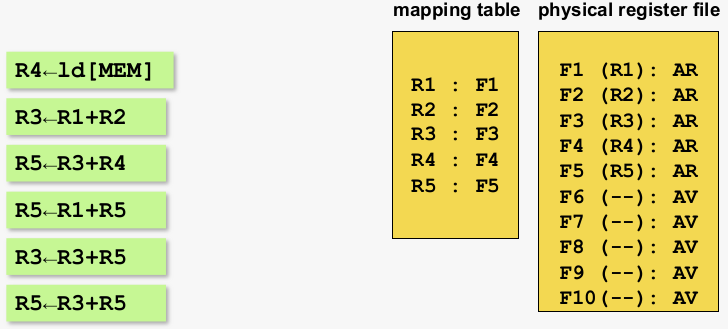 mapping table
physical register file
R4←ld[MEM]
R3←R1+R2
R5←R3+R4
R5←R1+R5
R3←R3+R5
R5←R3+R5
R1 : F1
R2 : F2
R3 : F3
R4 : F4
R5 : F5
F1 (R1): AR
F2 (R2): AR
F3 (R3): AR
F4 (R4): AR
F5 (R5): AR
F6 (--): AV
F7 (--): AV
F8 (--): AV
F9 (--): AV
F10(--): AV